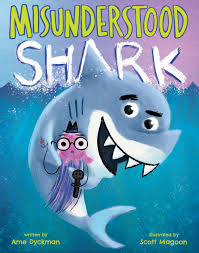 MISUNDERSTOOD
SHARK
written by
Ame Dyckman
illustrated by
Scott Magoon